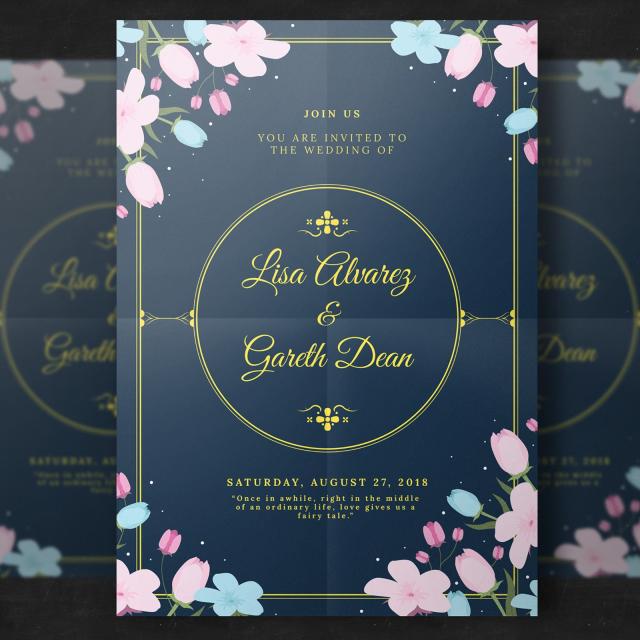 JOIN US
YOU ARE INVITED TO
THE WEDDING OF
Lisa Alvarez
&
Gareth Dean
SATURDAY, AUGUST 27, 2018
"Once in awhile, right in the middle
of an ordinary life, love gives us a
fairy tale."